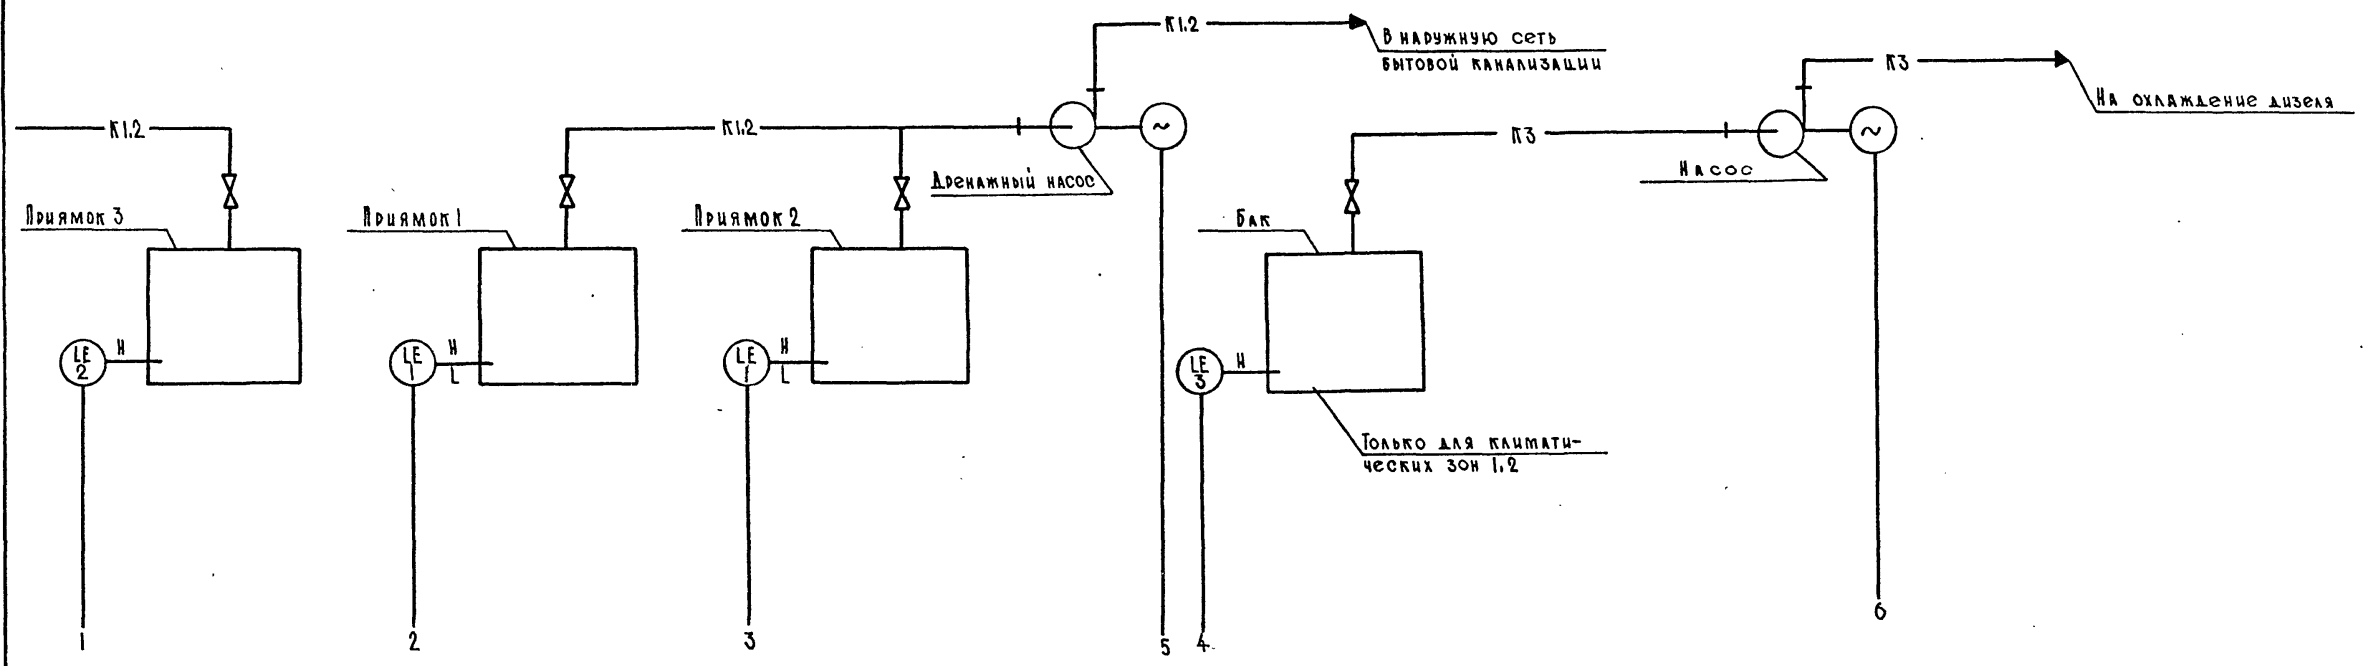 К1.2
В наружную сеть
бытовой канализации
К3
На охлаждение дизеля
К1.2
К1.2
~
К3
~
Дренажный насос
Насос
Приямок 3
Приямок 1
Приямок 2
Бак
LE
2
H
LE
1
H
L
LE
1
H
L
LE
3
H
Только для климати-
ческих зон 1,2
1
2
3
5
4
6